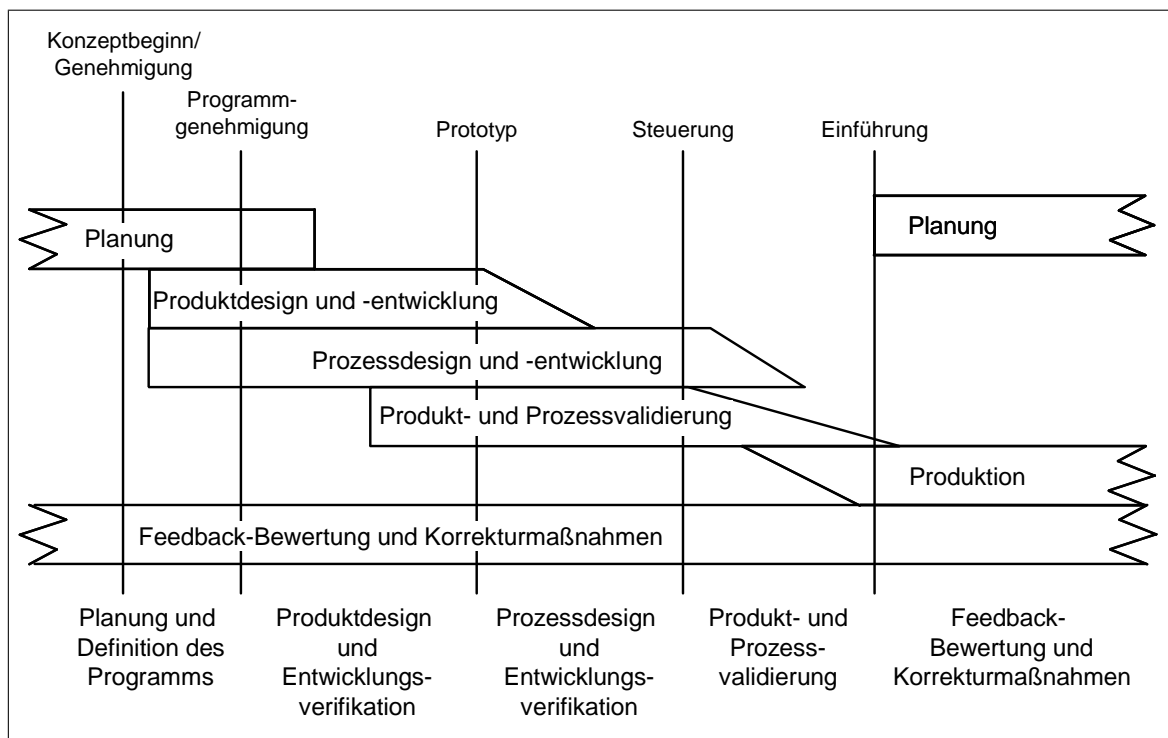 Konzeptbeginn/
Genehmigung
Programm-
genehmigung
Prototyp
Steuerung
Einführung
Planung
Planung
Produktdesign und -entwicklung
Prozessdesign und -entwicklung
Produkt- und Prozessvalidierung
Produktion
Feedback-Bewertung und Korrekturmaßnahmen
Planung und
Definition des
Programms
Produktdesign
und
Entwicklungs-
verifikation
Prozessdesign
und
Entwicklungs-
verifikation
Produkt- und
Prozess-
validierung
Feedback-
Bewertung und
Korrekturmaßnahmen